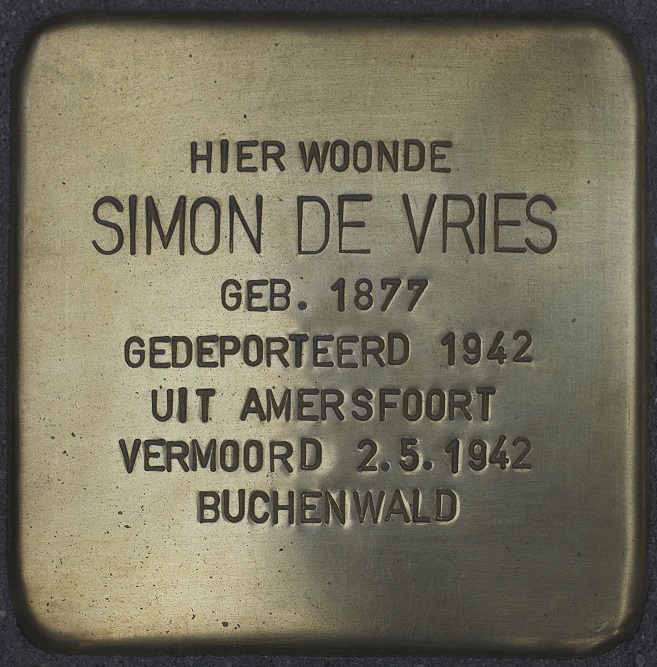 HIER WOONDE
SIMON DE VRIES
GEB. 1877
GEDEPORTEERD 1942
UIT AMERSFOORT
VERMOORD 2.5.1942
BUCHENWALD